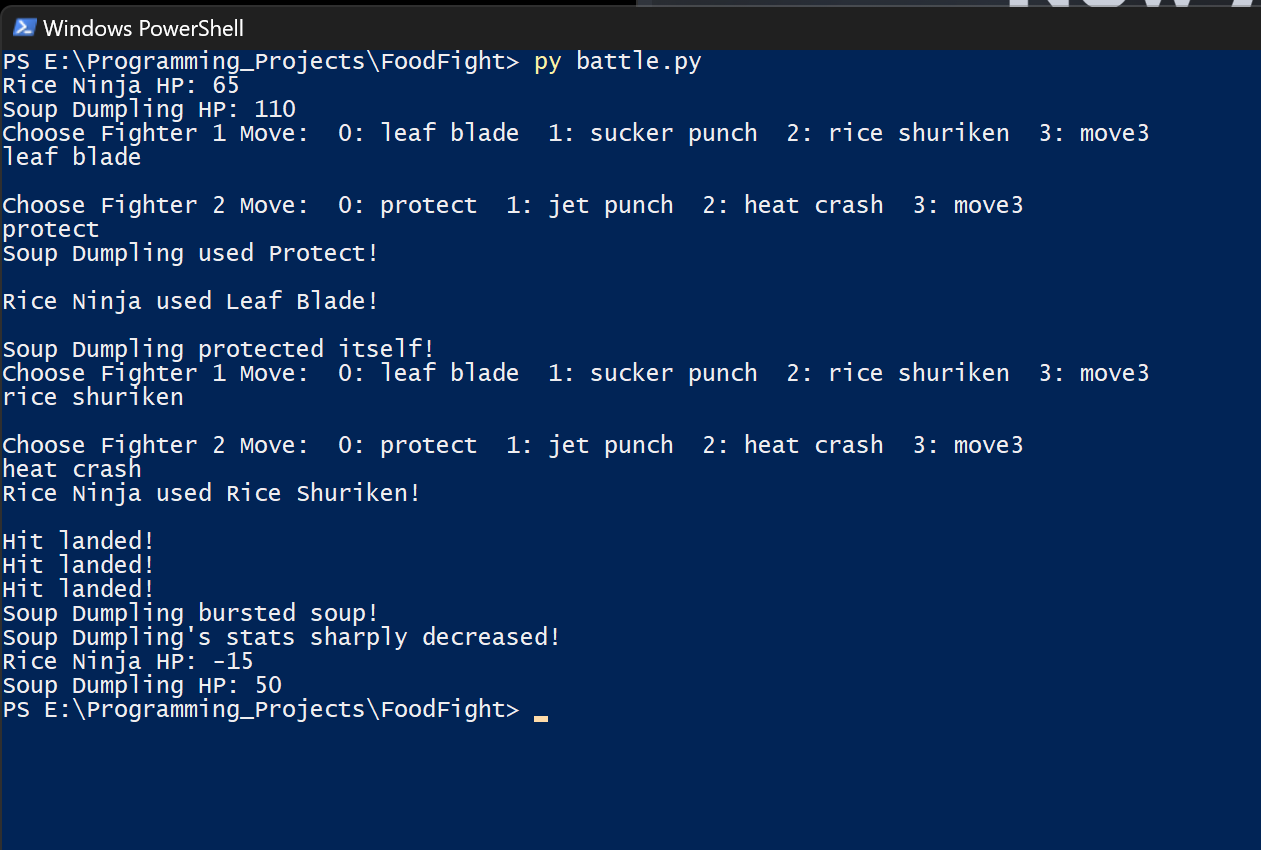 Windows PowerShell
PS E:\Programming_Projects\FoodFight> py battle.py
Rice Ninja HP: 65
Soup Dumpling HP: 110
Choose Fighter 1 Move:  0: leaf blade  1: sucker punch  2: rice shuriken  3: move3
leaf blade
Choose Fighter 2 Move:  0: protect  1: jet punch  2: heat crash  3: move3
protect
Soup Dumpling used Protect!
Rice Ninja used Leaf Blade!
Soup Dumpling protected itself!
Choose Fighter 1 Move:  0: leaf blade  1: sucker punch  2: rice shuriken  3: move3
rice shuriken
Choose Fighter 2 Move:  0: protect  1: jet punch  2: heat crash  3: move3
heat crash
Rice Ninja used Rice Shuriken!
Hit landed!
Hit landed!
Hit landed!
Soup Dumpling bursted soup!
Soup Dumpling's stats sharply decreased!
Rice Ninja HP: -15
Soup Dumpling HP: 50
PS E:\Programming_Projects\FoodFight>